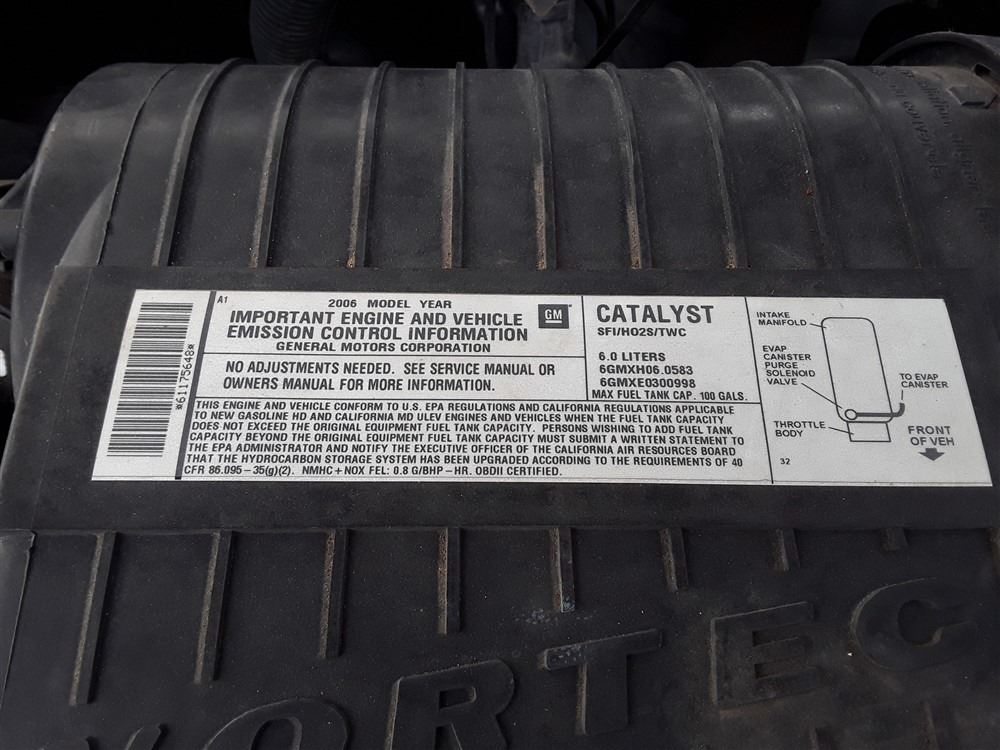 *611175648*
A1
2006 MODEL YEAR
IMPORTANT ENGINE AND VEHICLE
EMISSION CONTROL INFORMATION
GENERAL MOTORS CORPORATION
GM
NO ADJUSTMENTS NEEDED. SEE SERVICE MANUAL OR
OWNERS MANUAL FOR MORE INFORMATION.
CATALYST
SFI/HO2S/TWC
6.0 LITERS
6GMXH06.0583
6GMXE0300998
MAX FUEL TANK CAP. 100 GALS.
THIS ENGINE AND VEHICLE CONFORM TO U.S. EPA REGULATIONS AND CALIFORNIA REGULATIONS APPLICABLE
TO NEW GASOLINE HD AND CALIFORNIA MD ULEV ENGINES AND VEHICLES WHEN THE FUEL TANK CAPACITY
DOES NOT EXCEED THE ORIGINAL EQUIPMENT FUEL TANK CAPACITY. PERSONS WISHING TO ADD FUEL TANK
CAPACITY BEYOND THE ORIGINAL EQUIPMENT FUEL TANK CAPACITY MUST SUBMIT A WRITTEN STATEMENT TO
THE EPA ADMINISTRATOR AND NOTIFY THE EXECUTIVE OFFICER OF THE CALIFORNIA AIR RESOURCES BOARD
THAT THE HYDROCARBON STORAGE SYSTEM HAS BEEN UPGRADED ACCORDING TO THE REQUIREMENTS OF 40
CFR 86.095-35(g)(2). NMHC+NOX FEL: 0.8 G/BHP-HR. OBDII CERTIFIED.
INTAKE
MANIFOLD
EVAP
CANISTER
PURGE
SOLENOID
VALVE
TO EVAP
CANISTER
THROTTLE
BODY
FRONT
OF VEH
32
VORTEC